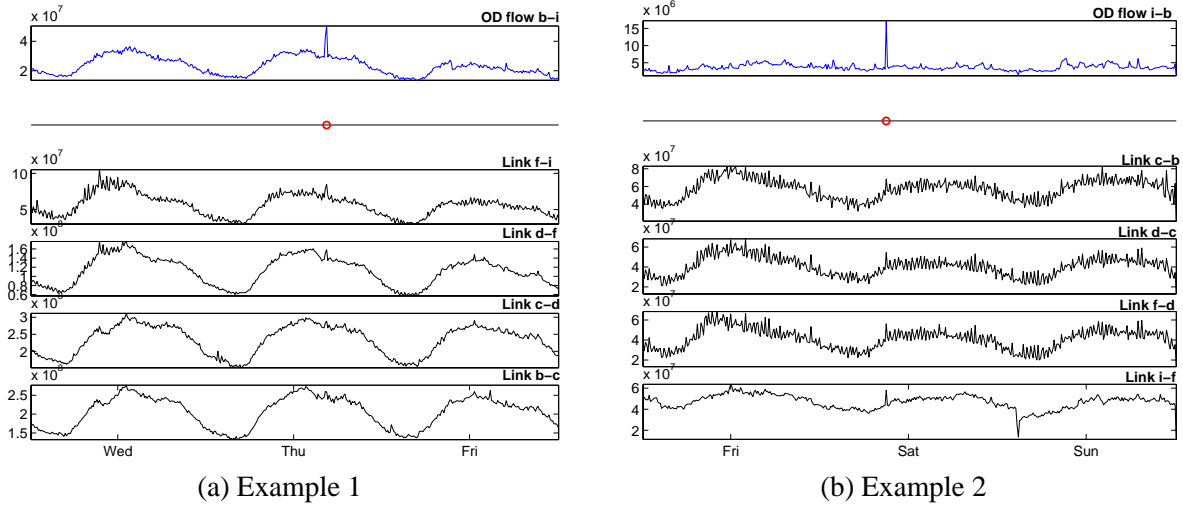 x 10^7
OD flow b−i
4
2
x 10^7
Link f−i
10
5
x 10^8
Link d−f
1.6
1.4
1.2
1
0.8
0.6
x 10^8
Link c−d
3
2
x 10^8
Link b−c
2.5
2
1.5
Wed
Thu
Fri
(a) Example 1
x 10^6
OD flow i−b
15
10
5
x 10^7
Link c−b
8
6
4
x 10^7
Link d−c
6
4
2
x 10^7
Link f−d
6
4
2
x 10^7
Link i−f
6
4
2
Fri
Sat
Sun
(b) Example 2